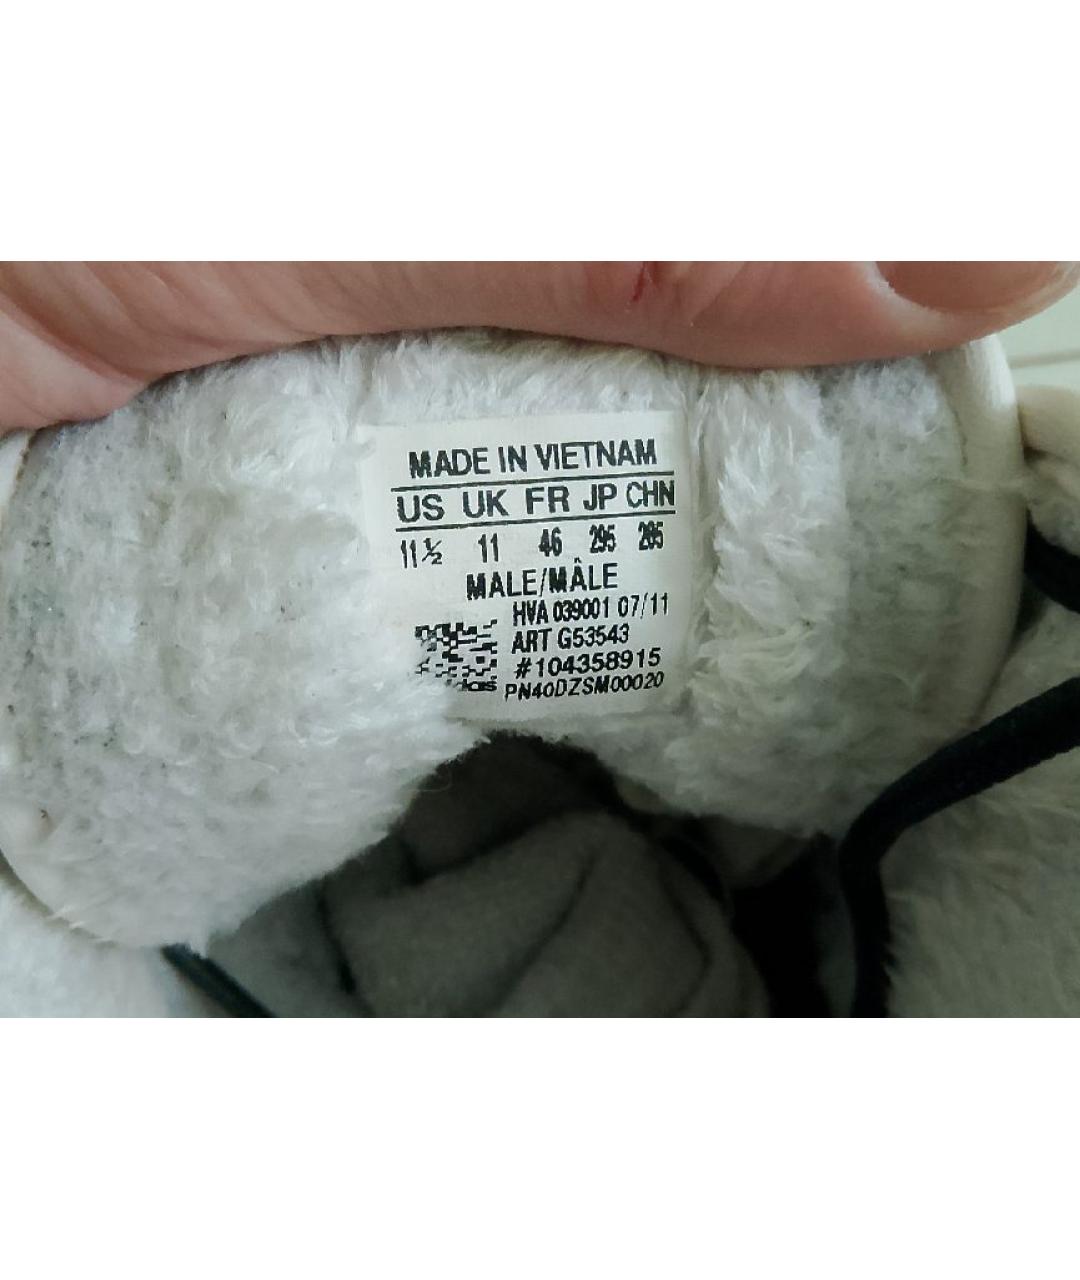 MADE IN VIETNAM
US UK FR JP CHN
11½ 11 46 295 285
MALE/MÂLE
HVA 039001 07/11
ART G53543
#104358915
PN40DZSM00020